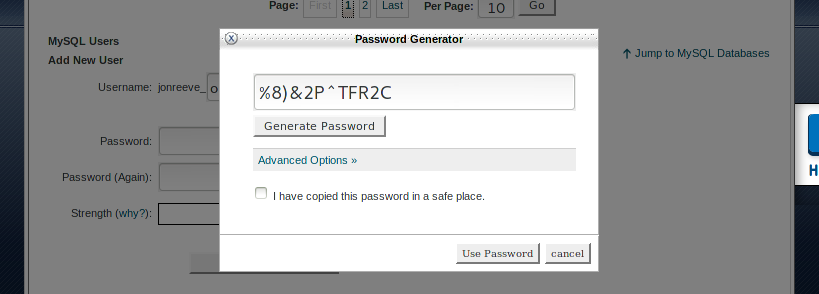 Page: First 1 2 Last Per Page: 10 Go
MySQL Users
Add New User
Jump to MySQL Databases
Username: jonreeve_o
Password:
Password (Again):
Strength (why?):
Password Generator
%8)&2P^TFR2C
Generate Password
Advanced Options »
I have copied this password in a safe place.
Use Password cancel
H